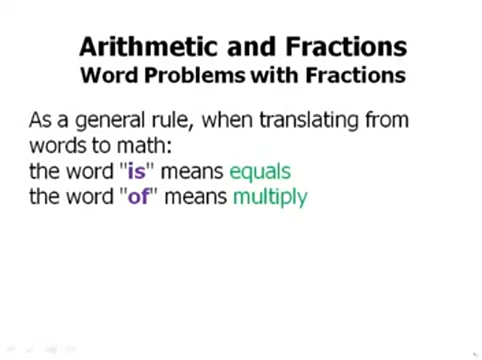 Arithmetic and Fractions
Word Problems with Fractions
As a general rule, when translating from
words to math:
the word "is" means equals
the word "of" means multiply